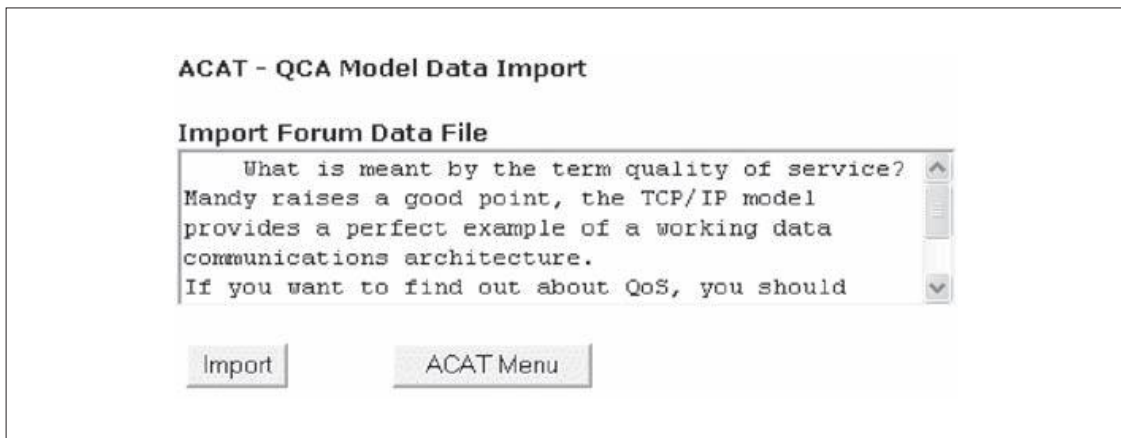 ACAT - QCA Model Data Import
Import Forum Data File
What is meant by the term quality of service?
Mandy raises a good point, the TCP/IP model
provides a perfect example of a working data
communications architecture.
If you want to find out about QoS, you should
Import
ACAT Menu